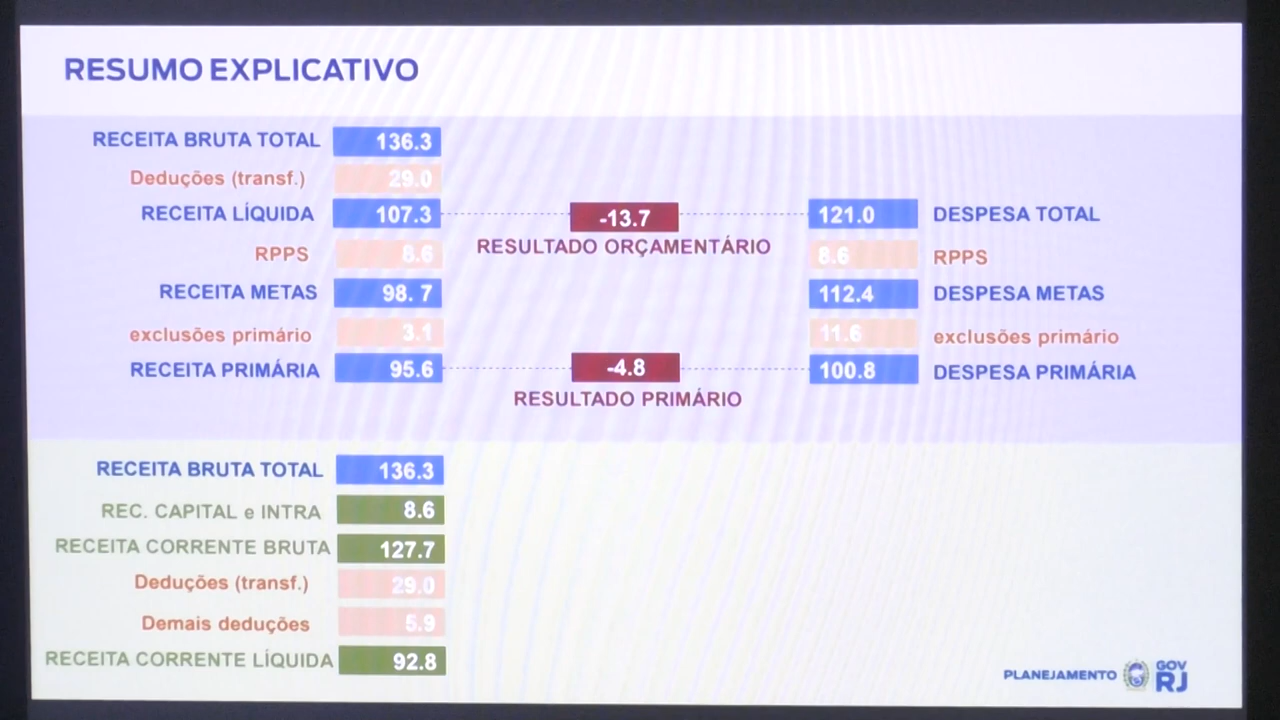 RESUMO EXPLICATIVO
RECEITA BRUTA TOTAL 136.3
Deduções (transf.) 29.0
RECEITA LÍQUIDA 107.3 -13.7 121.0 DESPESA TOTAL
RESULTADO ORÇAMENTÁRIO
RPPS 8.6 8.6 RPPS
RECEITA METAS 98. 7 112.4 DESPESA METAS
exclusões primário 3.1 11.6 exclusões primário
RECEITA PRIMÁRIA 95.6 -4.8 100.8 DESPESA PRIMÁRIA
RESULTADO PRIMÁRIO
RECEITA BRUTA TOTAL 136.3
REC. CAPITAL e INTRA 8.6
RECEITA CORRENTE BRUTA 127.7
Deduções (transf.) 29.0
Demais deduções 5.9
RECEITA CORRENTE LÍQUIDA 92.8
PLANEJAMENTO GOV RJ